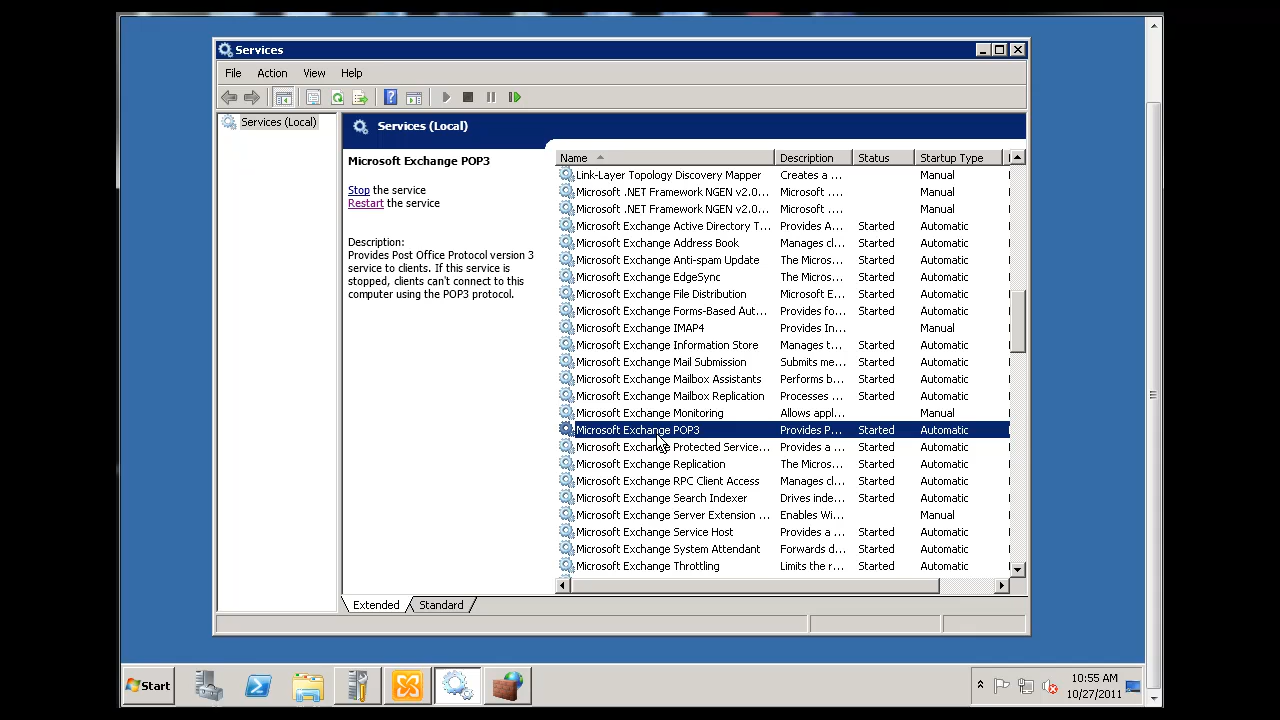 Services
File Action View Help
Services (Local)
Services (Local)
Microsoft Exchange POP3
Stop the service
Restart the service
Description:
Provides Post Office Protocol version 3
service to clients. If this service is
stopped, clients can't connect to this
computer using the POP3 protocol.
Name Description Status Startup Type
Link-Layer Topology Discovery Mapper Creates a ... Manual
Microsoft .NET Framework NGEN v2.0... Microsoft .... Manual
Microsoft .NET Framework NGEN v2.0... Microsoft .... Manual
Microsoft Exchange Active Directory T... Provides A... Started Automatic
Microsoft Exchange Address Book Manages cl... Started Automatic
Microsoft Exchange Anti-spam Update The Micros... Started Automatic
Microsoft Exchange EdgeSync The Micros... Started Automatic
Microsoft Exchange File Distribution Microsoft E... Started Automatic
Microsoft Exchange Forms-Based Aut... Provides fo... Started Automatic
Microsoft Exchange IMAP4 Provides In... Manual
Microsoft Exchange Information Store Manages t... Started Automatic
Microsoft Exchange Mail Submission Submits me... Started Automatic
Microsoft Exchange Mailbox Assistants Performs b... Started Automatic
Microsoft Exchange Mailbox Replication Processes ... Started Automatic
Microsoft Exchange Monitoring Allows appl... Manual
Microsoft Exchange POP3 Provides P... Started Automatic
Microsoft Exchange Protected Service... Provides a ... Started Automatic
Microsoft Exchange Replication The Micros... Started Automatic
Microsoft Exchange RPC Client Access Manages cl... Started Automatic
Microsoft Exchange Search Indexer Drives inde... Started Automatic
Microsoft Exchange Server Extension ... Enables Wi... Manual
Microsoft Exchange Service Host Provides a ... Started Automatic
Microsoft Exchange System Attendant Forwards d... Started Automatic
Microsoft Exchange Throttling Limits the r... Started Automatic
Extended Standard
Start
10:55 AM
10/27/2011